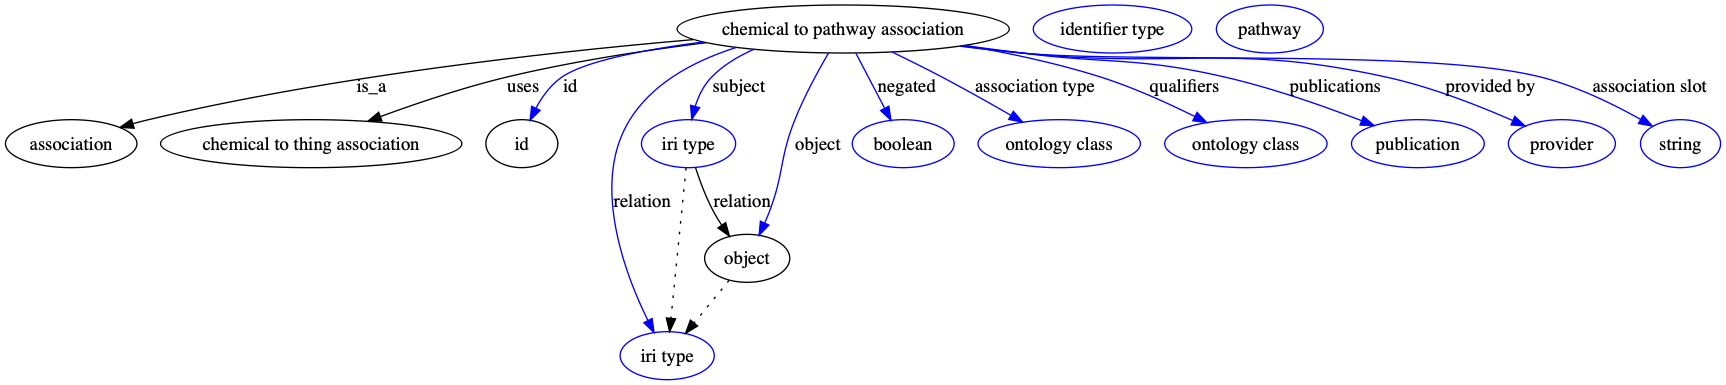 chemical to pathway association
identifier type
pathway
is_a
uses
id
subject
object
negated
association type
qualifiers
publications
provided by
association slot
association
chemical to thing association
id
iri type
boolean
ontology class
ontology class
publication
provider
string
relation
relation
object
iri type